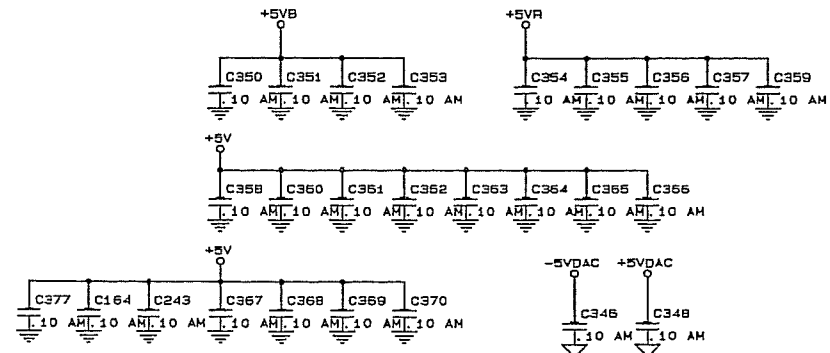 +5VB
+5VA
C350 C351 C352 C353
C354 C355 C356 C357 C359
.10 AM .10 AM .10 AM .10 AM
.10 AM .10 AM .10 AM .10 AM .10 AM
+5V
C358 C360 C361 C362 C363 C364 C365 C366
.10 AM .10 AM .10 AM .10 AM .10 AM .10 AM .10 AM .10 AM
+5V
-5VDAC +5VDAC
C377 C164 C243 C367 C368 C369 C370
.10 AM .10 AM .10 AM .10 AM .10 AM .10 AM .10 AM
C346 C348
.10 AM .10 AM